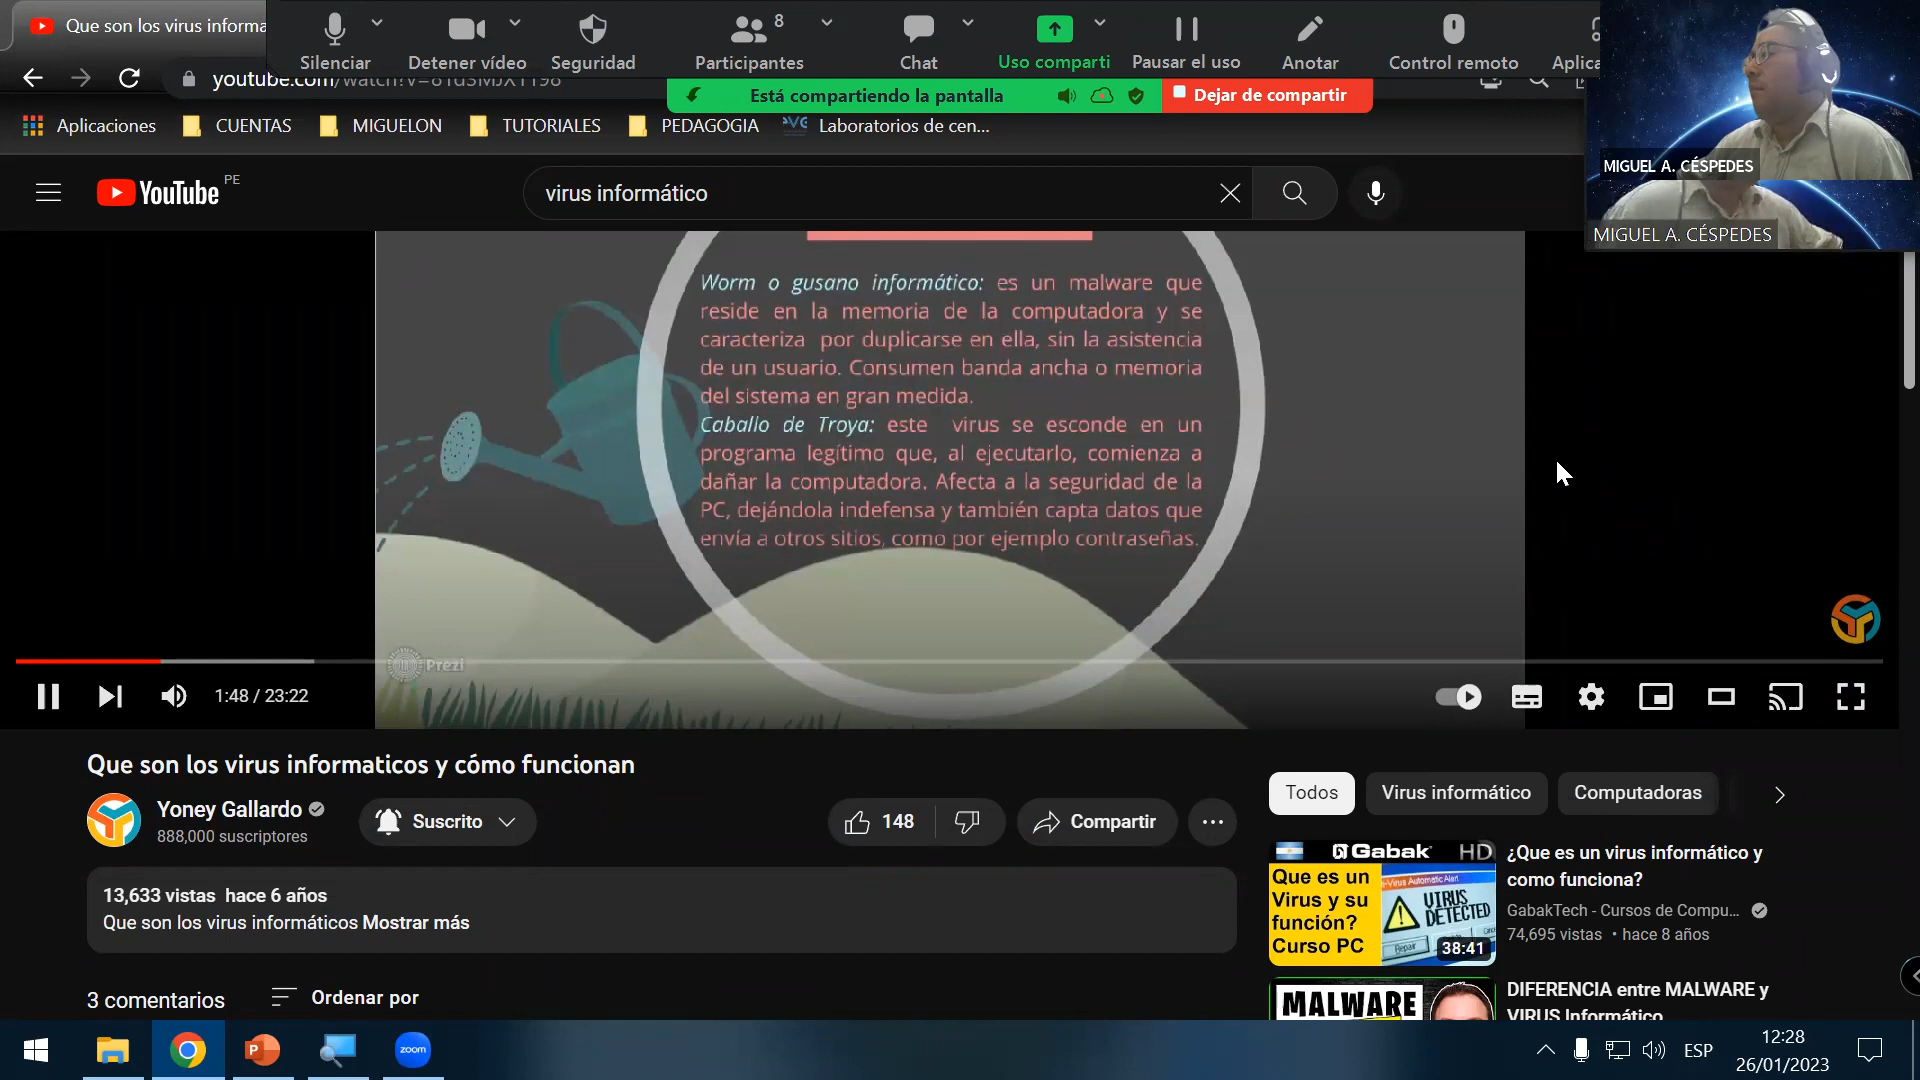 Que son los virus informa
Silenciar
Detener vídeo
Seguridad
Participantes
8
Chat
Uso comparti
Pausar el uso
Anotar
Control remoto
Aplica
youtube.com/watch?v=
Está compartiendo la pantalla
Dejar de compartir
Aplicaciones
CUENTAS
MIGUELON
TUTORIALES
PEDAGOGIA
Laboratorios de cen...
MIGUEL A. CÉSPEDES
MIGUEL A. CÉSPEDES
YouTube PE
virus informático
Worm o gusano informático: es un malware que
reside en la memoria de la computadora y se
caracteriza por duplicarse en ella, sin la asistencia
de un usuario. Consumen banda ancha o memoria
del sistema en gran medida.
Caballo de Troya: este virus se esconde en un
programa legítimo que, al ejecutarlo, comienza a
dañar la computadora. Afecta a la seguridad de la
PC, dejándola indefensa y también capta datos que
envía a otros sitios, como por ejemplo contraseñas.
Prezi
1:48 / 23:22
Que son los virus informaticos y cómo funcionan
Yoney Gallardo
888,000 suscriptores
Suscrito
148
Compartir
13,633 vistas hace 6 años
Que son los virus informáticos Mostrar más
3 comentarios
Ordenar por
Todos
Virus informático
Computadoras
Gabak HD
Que es un
Virus y su
función?
Curso PC
VIRUS
DETECTED
Repair
38:41
¿Que es un virus informático y
como funciona?
GabakTech - Cursos de Compu...
74,695 vistas • hace 8 años
MALWARE
DIFERENCIA entre MALWARE y
VIRUS Informático
zoom
ESP
12:28
26/01/2023